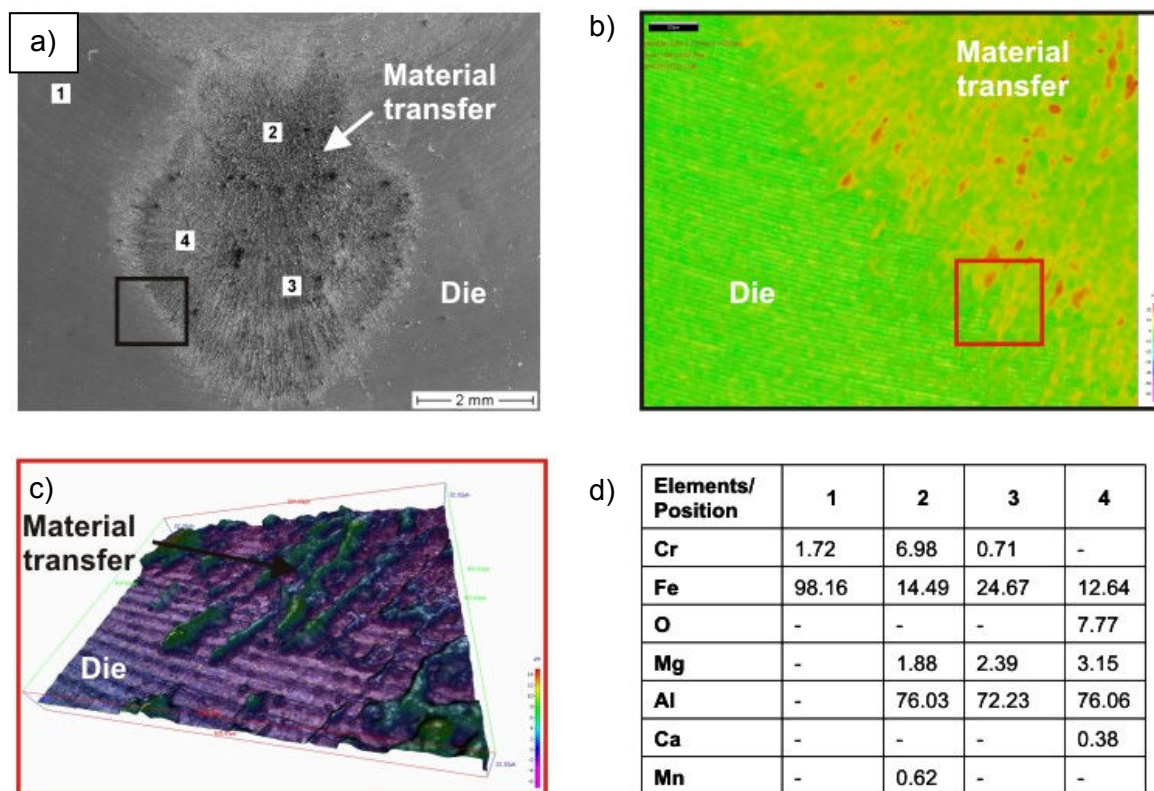 a)
1
2
Material
transfer
4
3
Die
2 mm
b)
Material
transfer
Die
c)
Material
transfer
Die
d)
Elements/
Position 1 2 3 4
Cr 1.72 6.98 0.71 -
Fe 98.16 14.49 24.67 12.64
O - - - 7.77
Mg - 1.88 2.39 3.15
Al - 76.03 72.23 76.06
Ca - - - 0.38
Mn - 0.62 - -